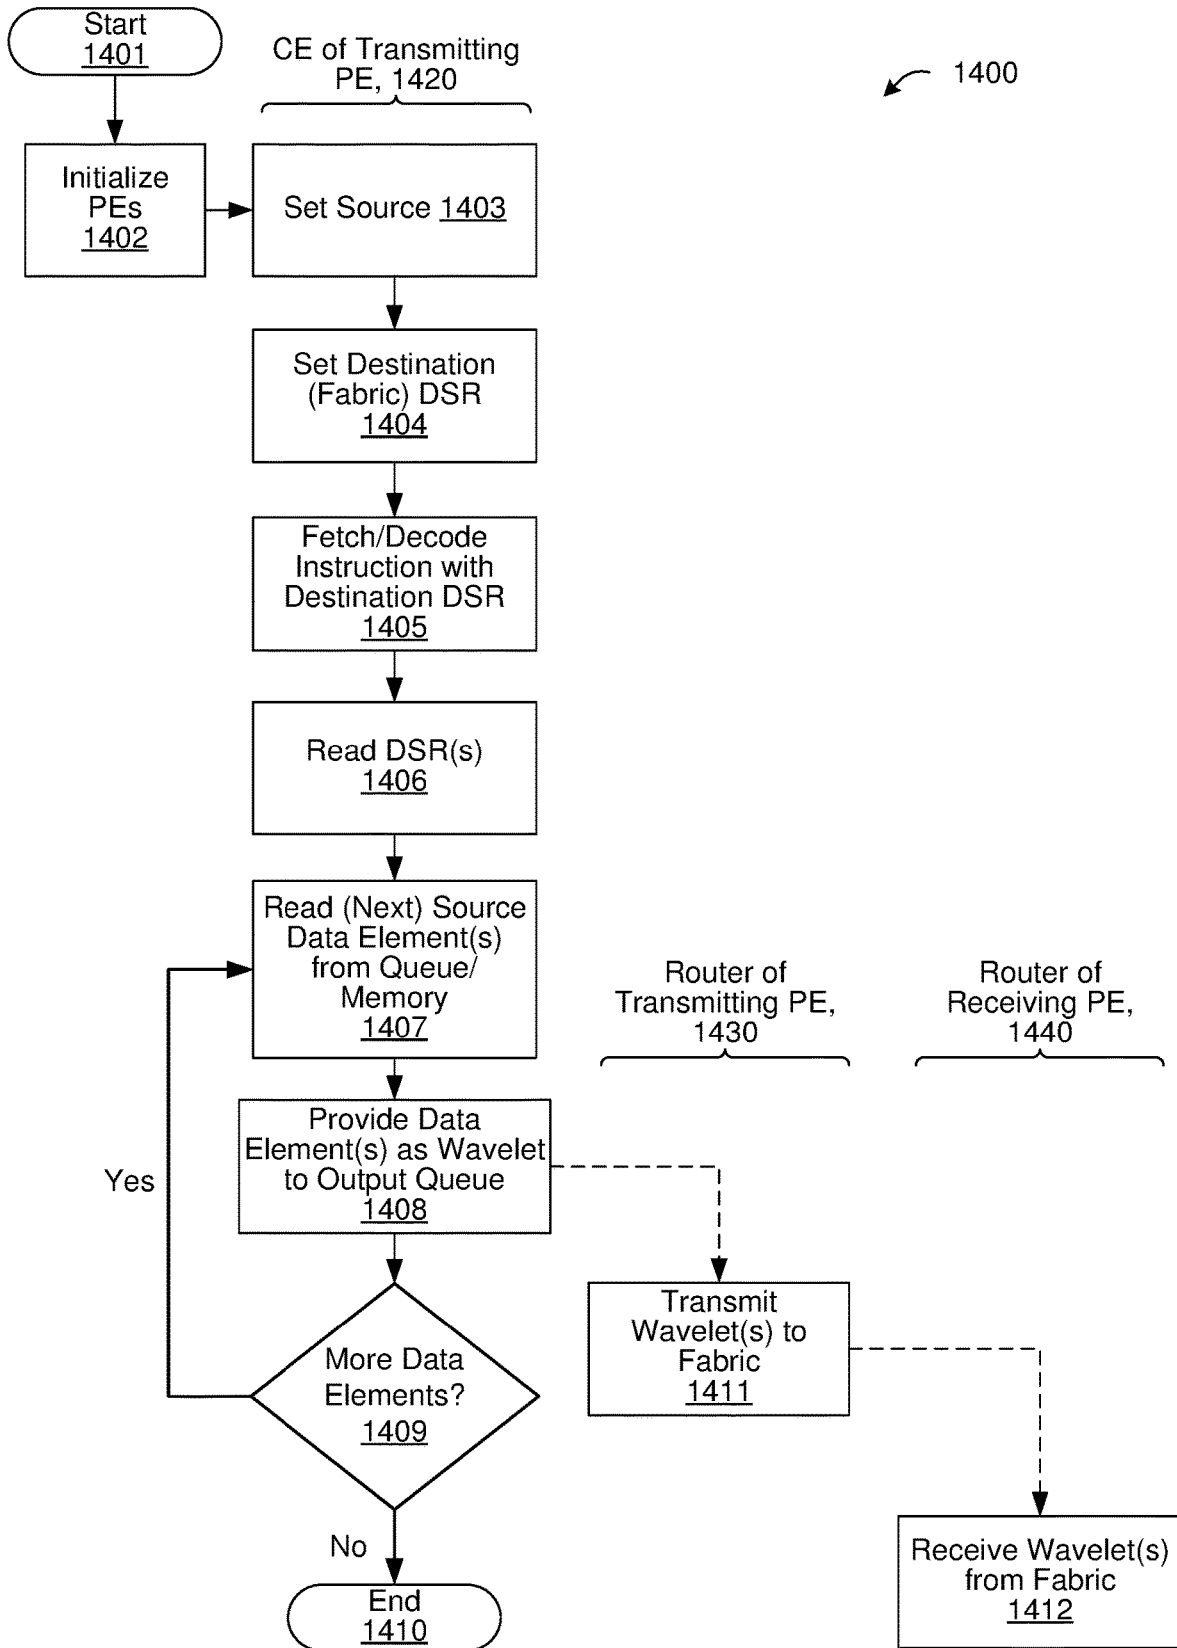 Start
1401
CE of Transmitting
PE, 1420
1400
Initialize
PEs
1402
Set Source 1403
Set Destination
(Fabric) DSR
1404
Fetch/Decode
Instruction with
Destination DSR
1405
Read DSR(s)
1406
Read (Next) Source
Data Element(s)
from Queue/
Memory
1407
Router of
Transmitting PE,
1430
Router of
Receiving PE,
1440
Provide Data
Element(s) as Wavelet
to Output Queue
1408
Yes
Transmit
Wavelet(s) to
Fabric
1411
More Data
Elements?
1409
No
Receive Wavelet(s)
from Fabric
1412
End
1410